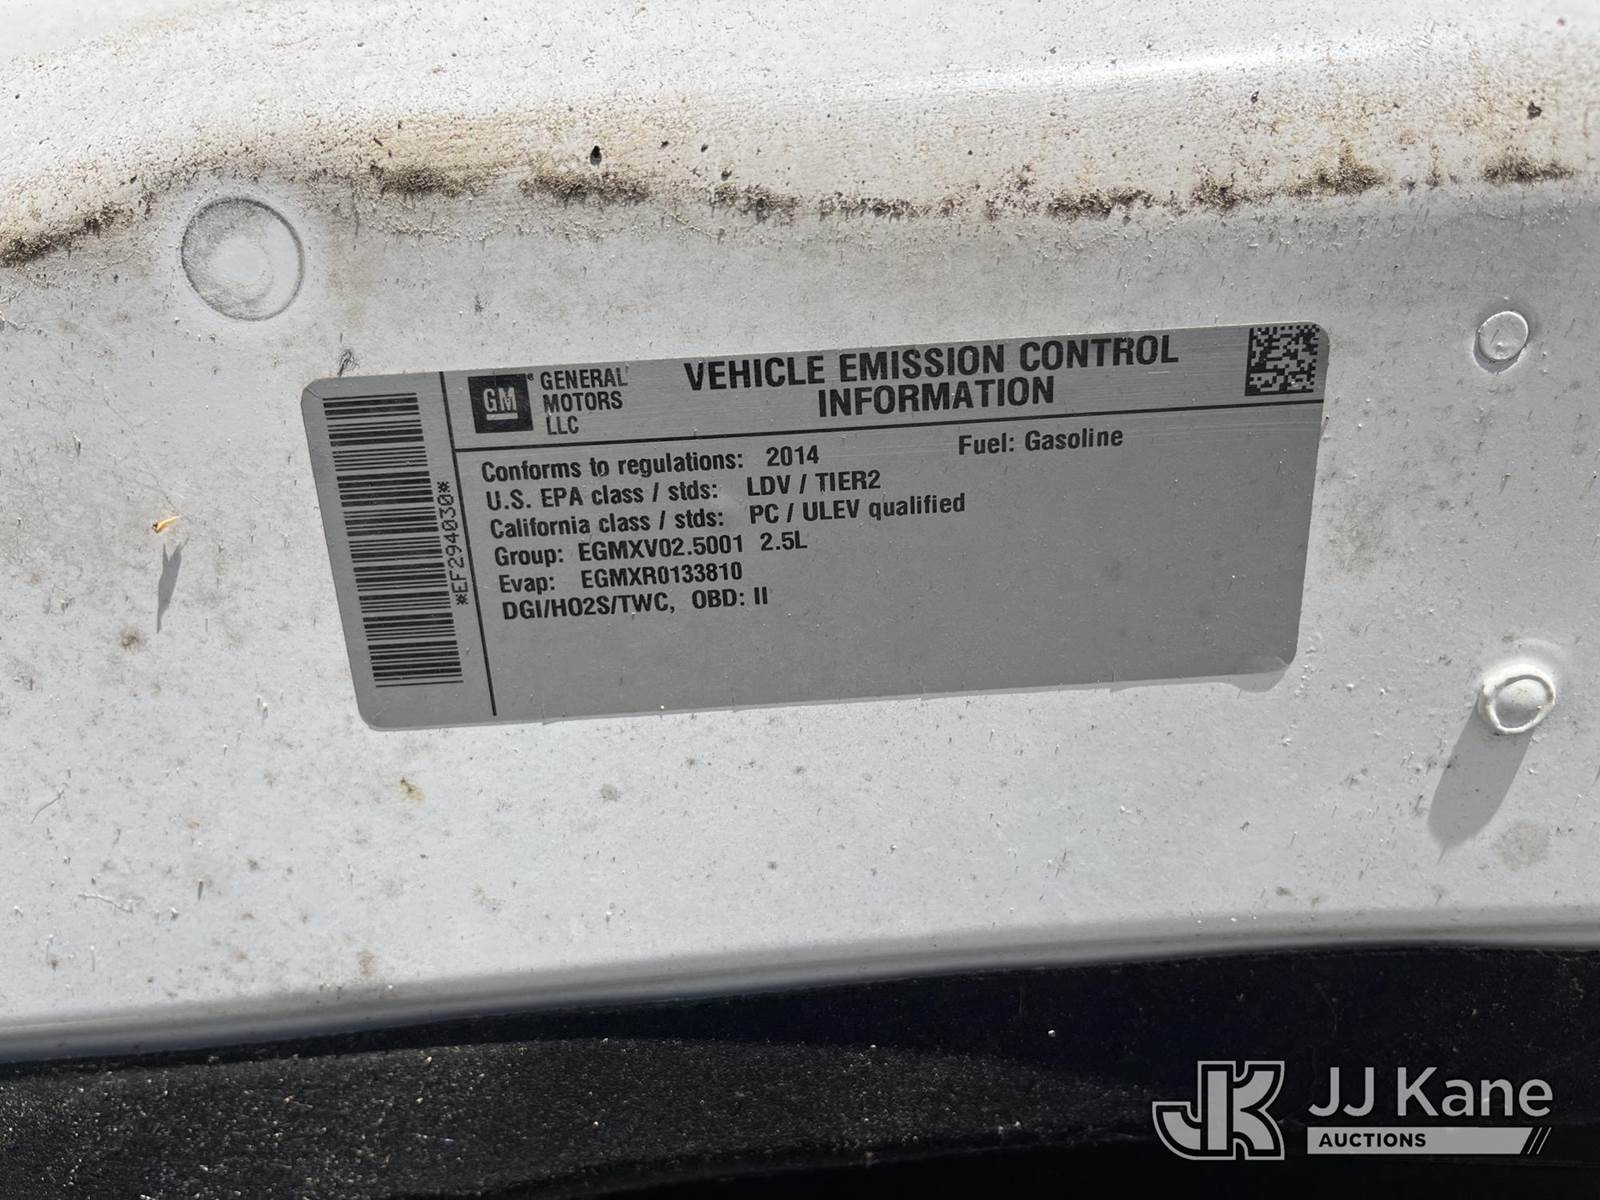 GM
GENERAL
MOTORS
LLC
VEHICLE EMISSION CONTROL
INFORMATION
Conforms to regulations: 2014
Fuel: Gasoline
U.S. EPA class / stds: LDV / TIER2
California class / stds: PC / ULEV qualified
Group: EGMXV02.5001 2.5L
Evap: EGMXR0133810
DGI/HO2S/TWC, OBD: II
*EF294030*
JK JJ Kane
AUCTIONS